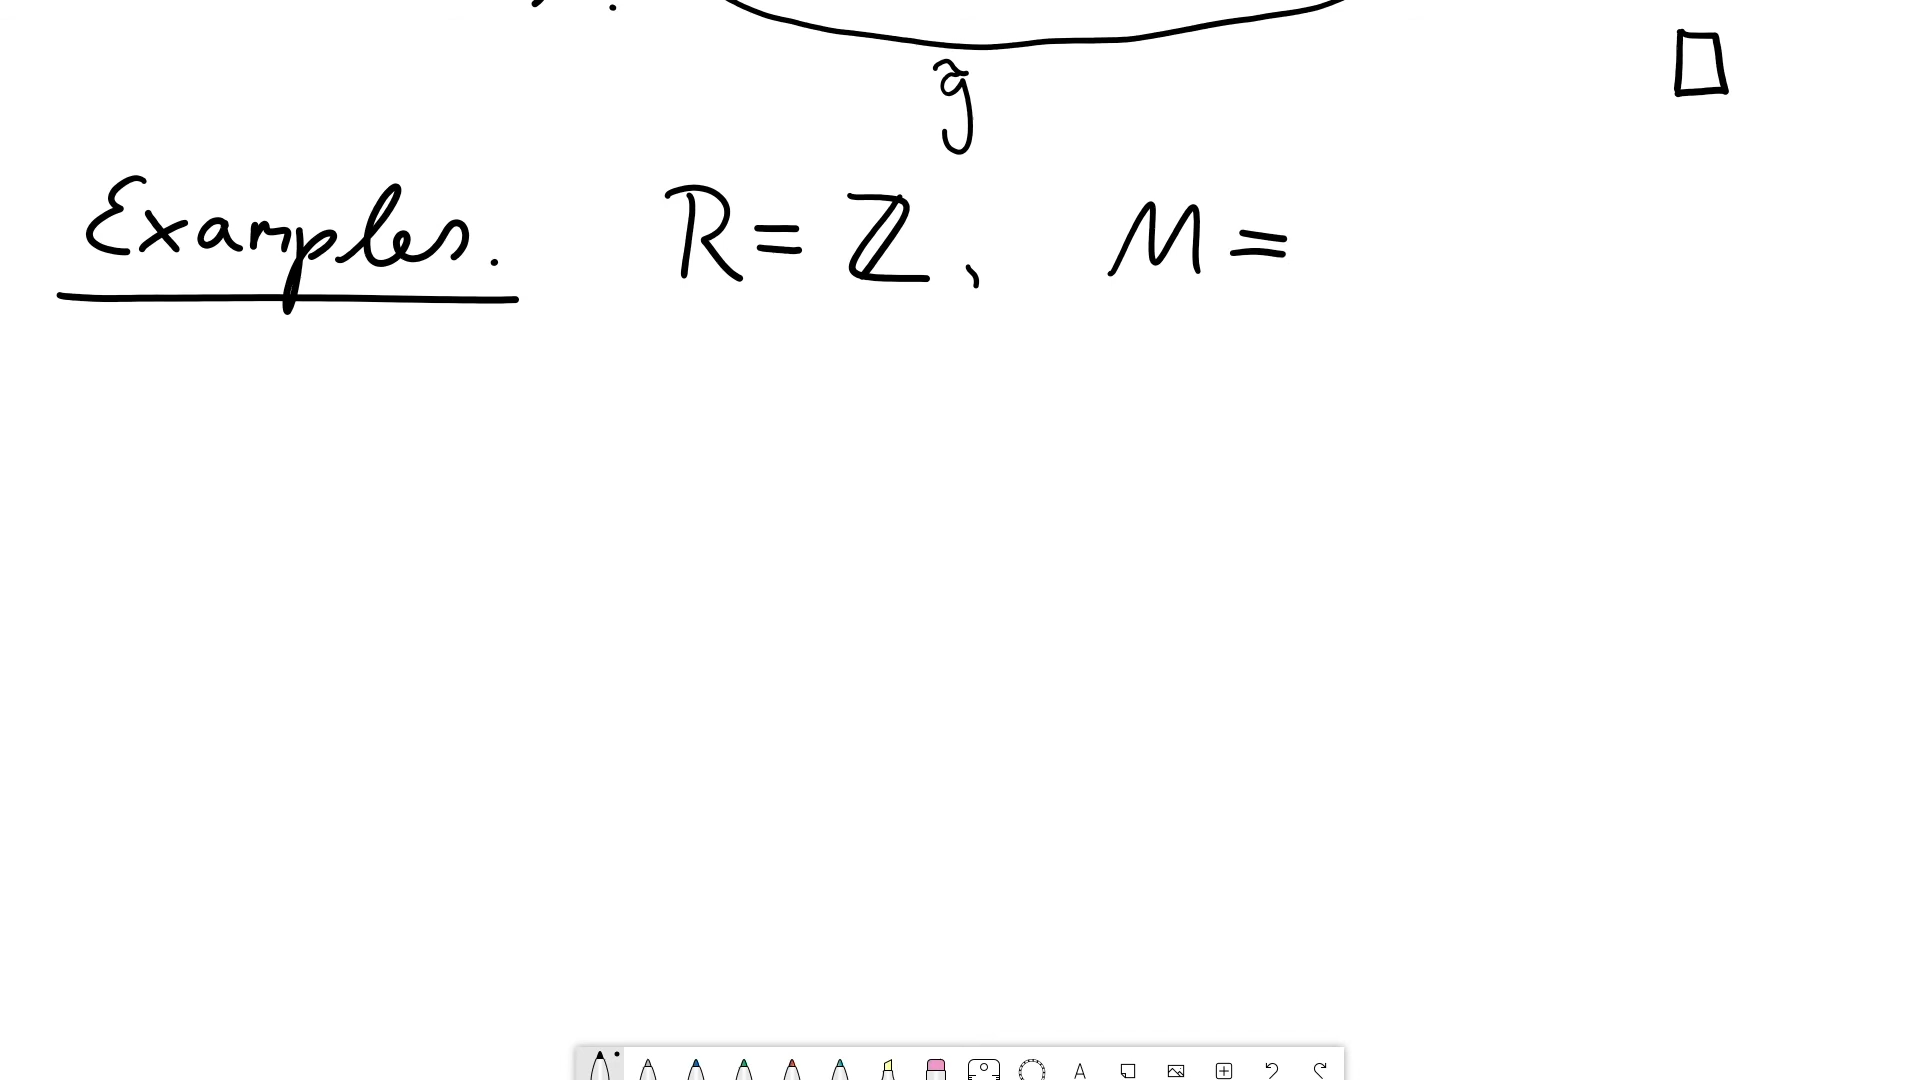 g̃
Examples. R = ℤ, M =